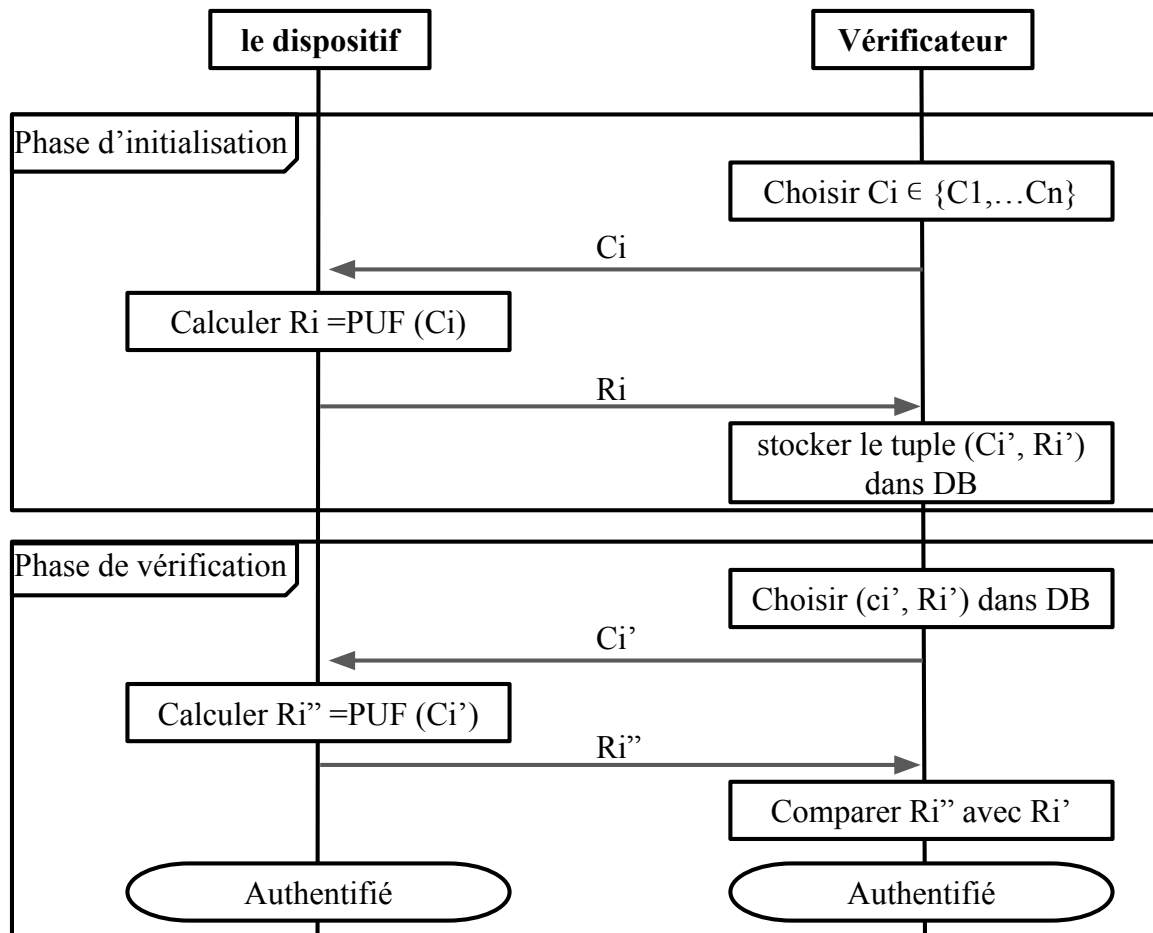 le dispositif
Vérificateur
Phase d’initialisation
Choisir Ci ∈ {C1,…Cn}
Ci
Calculer Ri =PUF (Ci)
Ri
stocker le tuple (Ci’, Ri’)
dans DB
Phase de vérification
Choisir (ci’, Ri’) dans DB
Ci’
Calculer Ri” =PUF (Ci’)
Ri”
Comparer Ri” avec Ri’
Authentifié
Authentifié